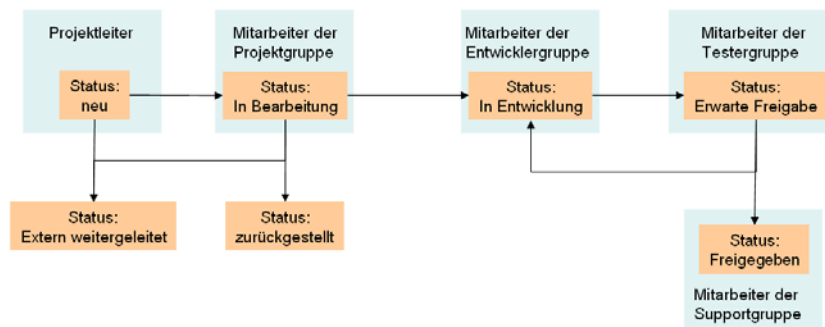 Projektleiter
Status:
neu
Mitarbeiter der
Projektgruppe
Status:
In Bearbeitung
Mitarbeiter der
Entwicklergruppe
Status:
In Entwicklung
Mitarbeiter der
Testergruppe
Status:
Erwarte Freigabe
Status:
Extern weitergeleitet
Status:
zurückgestellt
Status:
Freigegeben
Mitarbeiter der
Supportgruppe